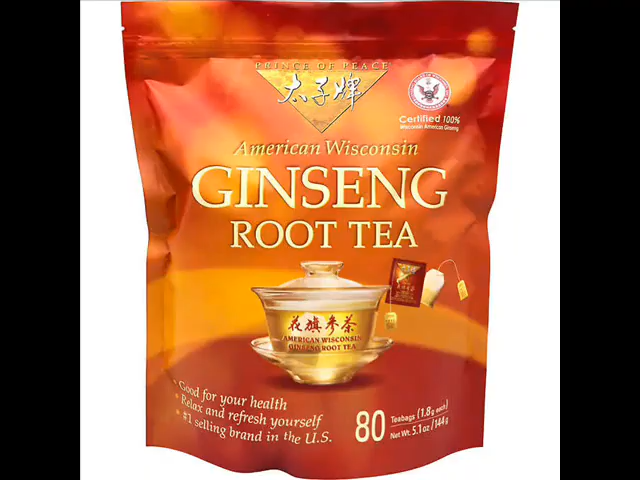 PRINCE OF PEACE
太子牌
Certified 100%
Wisconsin American Ginseng
American Wisconsin
GINSENG
ROOT TEA
花旗參茶
AMERICAN WISCONSIN
GINSENG ROOT TEA
• Good for your health
• Relax and refresh yourself
• #1 selling brand in the U.S.
80 Teabags (1.8g each)
Net Wt. 5.1oz/144g